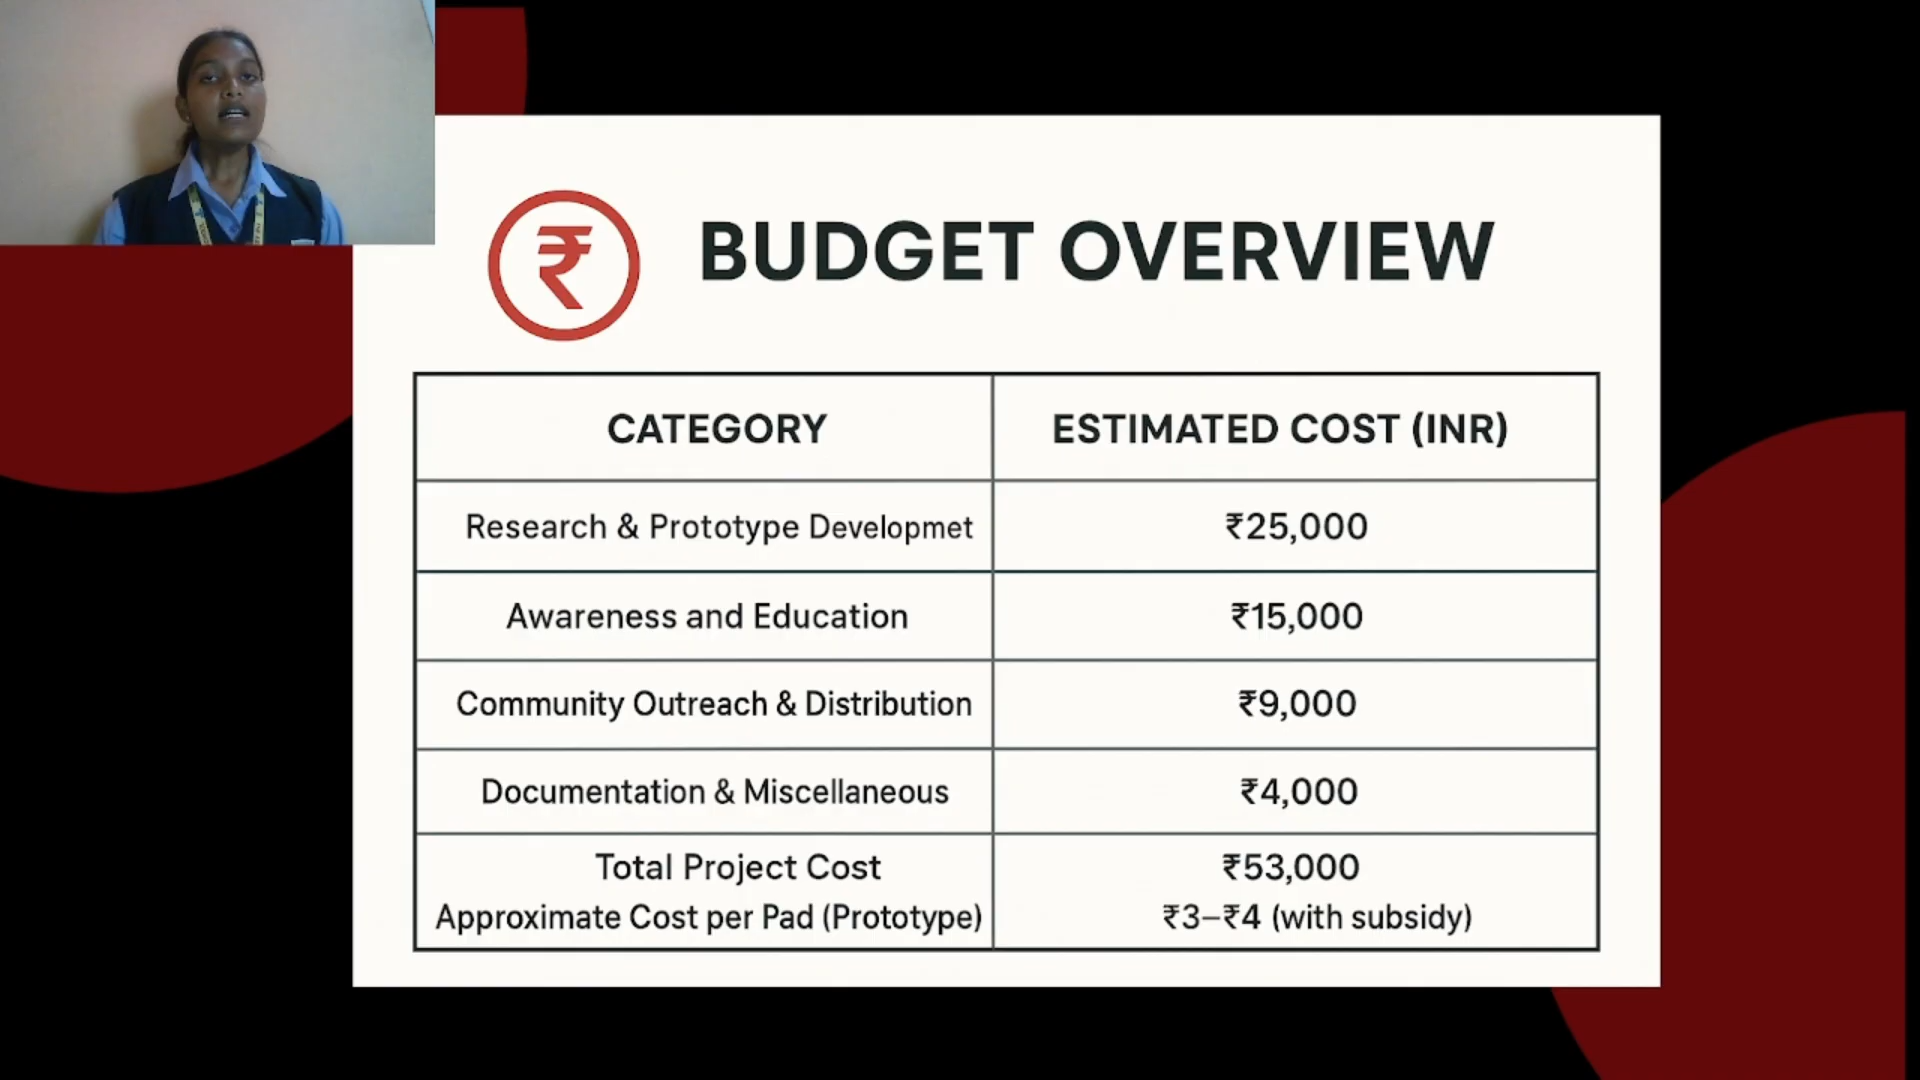 ₹
BUDGET OVERVIEW
CATEGORY
ESTIMATED COST (INR)
Research & Prototype Developmet
₹25,000
Awareness and Education
₹15,000
Community Outreach & Distribution
₹9,000
Documentation & Miscellaneous
₹4,000
Total Project Cost
₹53,000
Approximate Cost per Pad (Prototype)
₹3–₹4 (with subsidy)